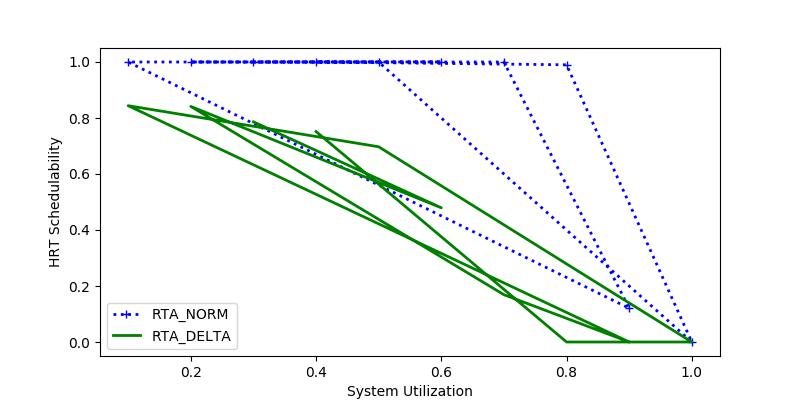 1.0
0.8
0.6
0.4
0.2
0.0
HRT Schedulability
RTA_NORM
RTA_DELTA
0.2 0.4 0.6 0.8 1.0
System Utilization